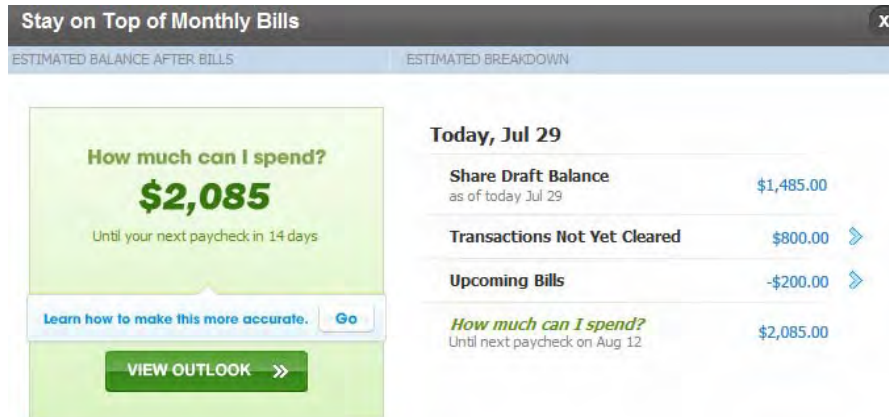 Stay on Top of Monthly Bills
X
ESTIMATED BALANCE AFTER BILLS
ESTIMATED BREAKDOWN
How much can I spend?
$2,085
Until your next paycheck in 14 days
Learn how to make this more accurate. Go
VIEW OUTLOOK »
Today, Jul 29
Share Draft Balance $1,485.00
as of today Jul 29
Transactions Not Yet Cleared $800.00
Upcoming Bills -$200.00
How much can I spend? $2,085.00
Until next paycheck on Aug 12